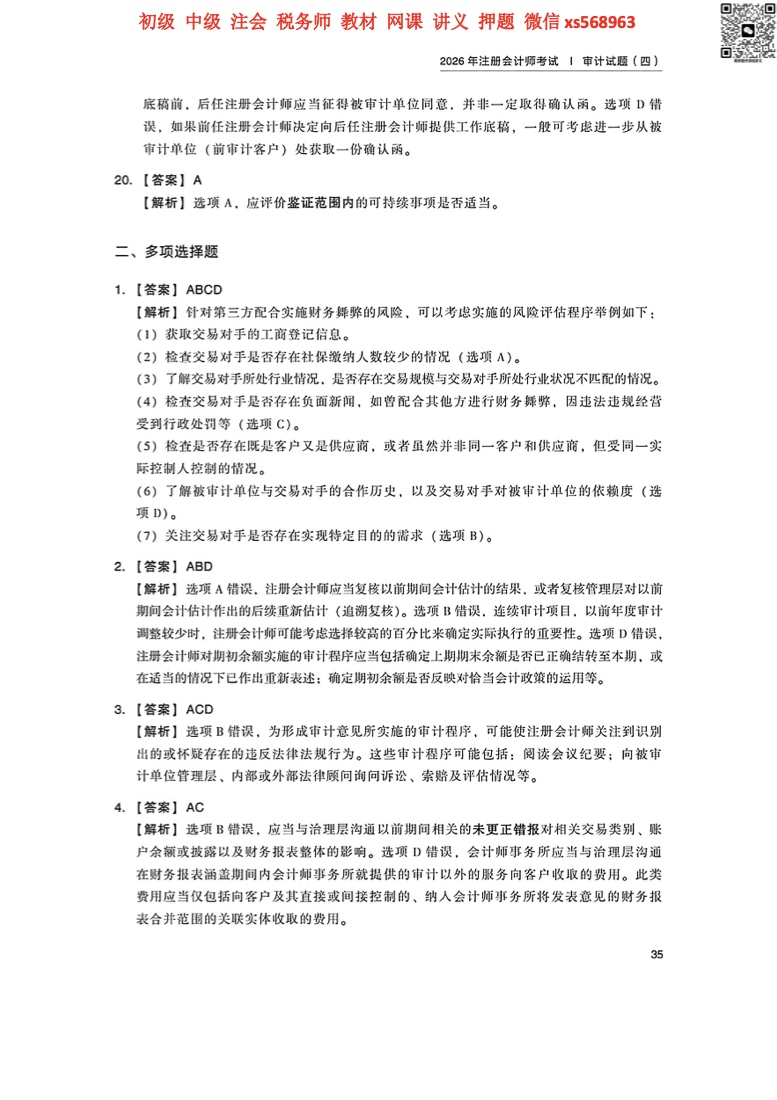 初级 中级 注会 税务师 教材 网课 讲义 押题 微信 xs568963
2026 年注册会计师考试 | 审计试题（四）
底稿前，后任注册会计师应当征得被审计单位同意，并非一定取得确认函。选项 D 错
误，如果前任注册会计师决定向后任注册会计师提供工作底稿，一般可考虑进一步从被
审计单位（前审计客户）处获取一份确认函。
20. 【答案】A
【解析】选项 A，应评价鉴证范围内的可持续事项是否适当。
二、多项选择题
1. 【答案】ABCD
【解析】针对第三方配合实施财务舞弊的风险，可以考虑实施的风险评估程序举例如下：
（1）获取交易对手的工商登记信息。
（2）检查交易对手是否存在社保缴纳人数较少的情况（选项 A）。
（3）了解交易对手所处行业情况，是否存在交易规模与交易对手所处行业状况不匹配的情况。
（4）检查交易对手是否存在负面新闻，如曾配合其他方进行财务舞弊，因违法违规经营
受到行政处罚等（选项 C）。
（5）检查是否存在既是客户又是供应商，或者虽然并非同一客户和供应商，但受同一实
际控制人控制的情况。
（6）了解被审计单位与交易对手的合作历史，以及交易对手对被审计单位的依赖度（选
项 D）。
（7）关注交易对手是否存在实现特定目的的需求（选项 B）。
2. 【答案】ABD
【解析】选项 A 错误，注册会计师应当复核以前期间会计估计的结果，或者复核管理层对以前
期间会计估计作出的后续重新估计（追溯复核）。选项 B 错误，连续审计项目，以前年度审计
调整较少时，注册会计师可能考虑选择较高的百分比来确定实际执行的重要性。选项 D 错误，
注册会计师对期初余额实施的审计程序应当包括确定上期期末余额是否已正确结转至本期，或
在适当的情况下已作出重新表述；确定期初余额是否反映对恰当会计政策的运用等。
3. 【答案】ACD
【解析】选项 B 错误，为形成审计意见所实施的审计程序，可能使注册会计师关注到识别
出的或怀疑存在的违反法律法规行为。这些审计程序可能包括：阅读会议纪要；向被审
计单位管理层、内部或外部法律顾问询问诉讼、索赔及评估情况等。
4. 【答案】AC
【解析】选项 B 错误，应当与治理层沟通以前期间相关的未更正错报对相关交易类别、账
户余额或披露以及财务报表整体的影响。选项 D 错误，会计师事务所应当与治理层沟通
在财务报表涵盖期间内会计师事务所就提供的审计以外的服务向客户收取的费用。此类
费用应当仅包括向客户及其直接或间接控制的、纳入会计师事务所将发表意见的财务报
表合并范围的关联实体收取的费用。
35